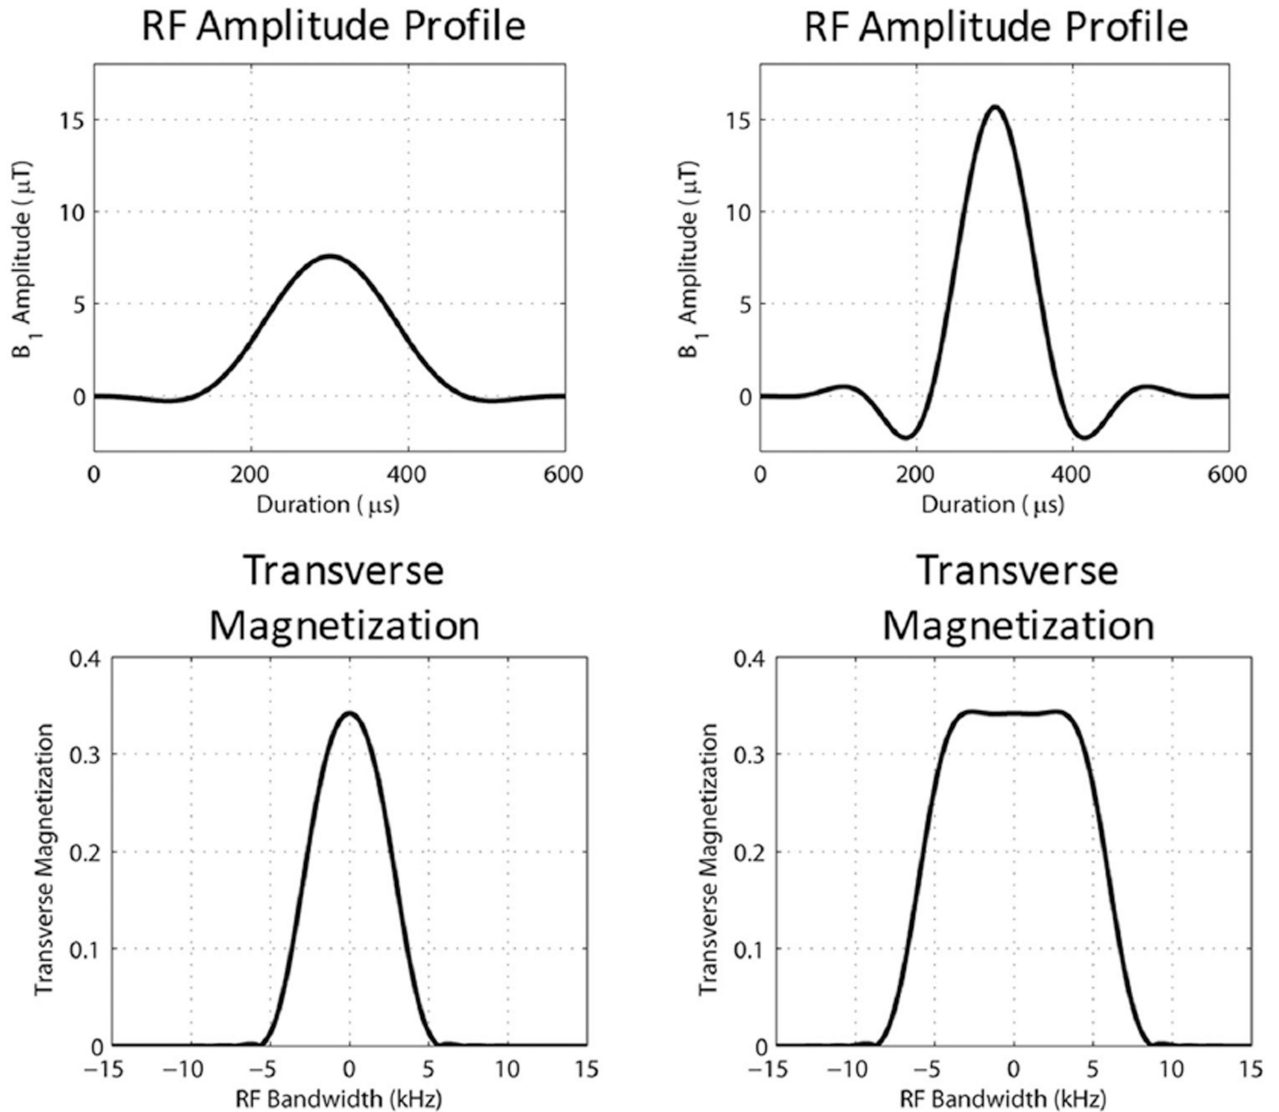 RF Amplitude Profile
15
10
5
0
B1 Amplitude (μT)
0 200 400 600
Duration (μs)
RF Amplitude Profile
15
10
5
0
B1 Amplitude (μT)
0 200 400 600
Duration (μs)
Transverse
Magnetization
0.4
0.3
0.2
0.1
0
Transverse Magnetization
−15 −10 −5 0 5 10 15
RF Bandwidth (kHz)
Transverse
Magnetization
0.4
0.3
0.2
0.1
0
Transverse Magnetization
−15 −10 −5 0 5 10 15
RF Bandwidth (kHz)